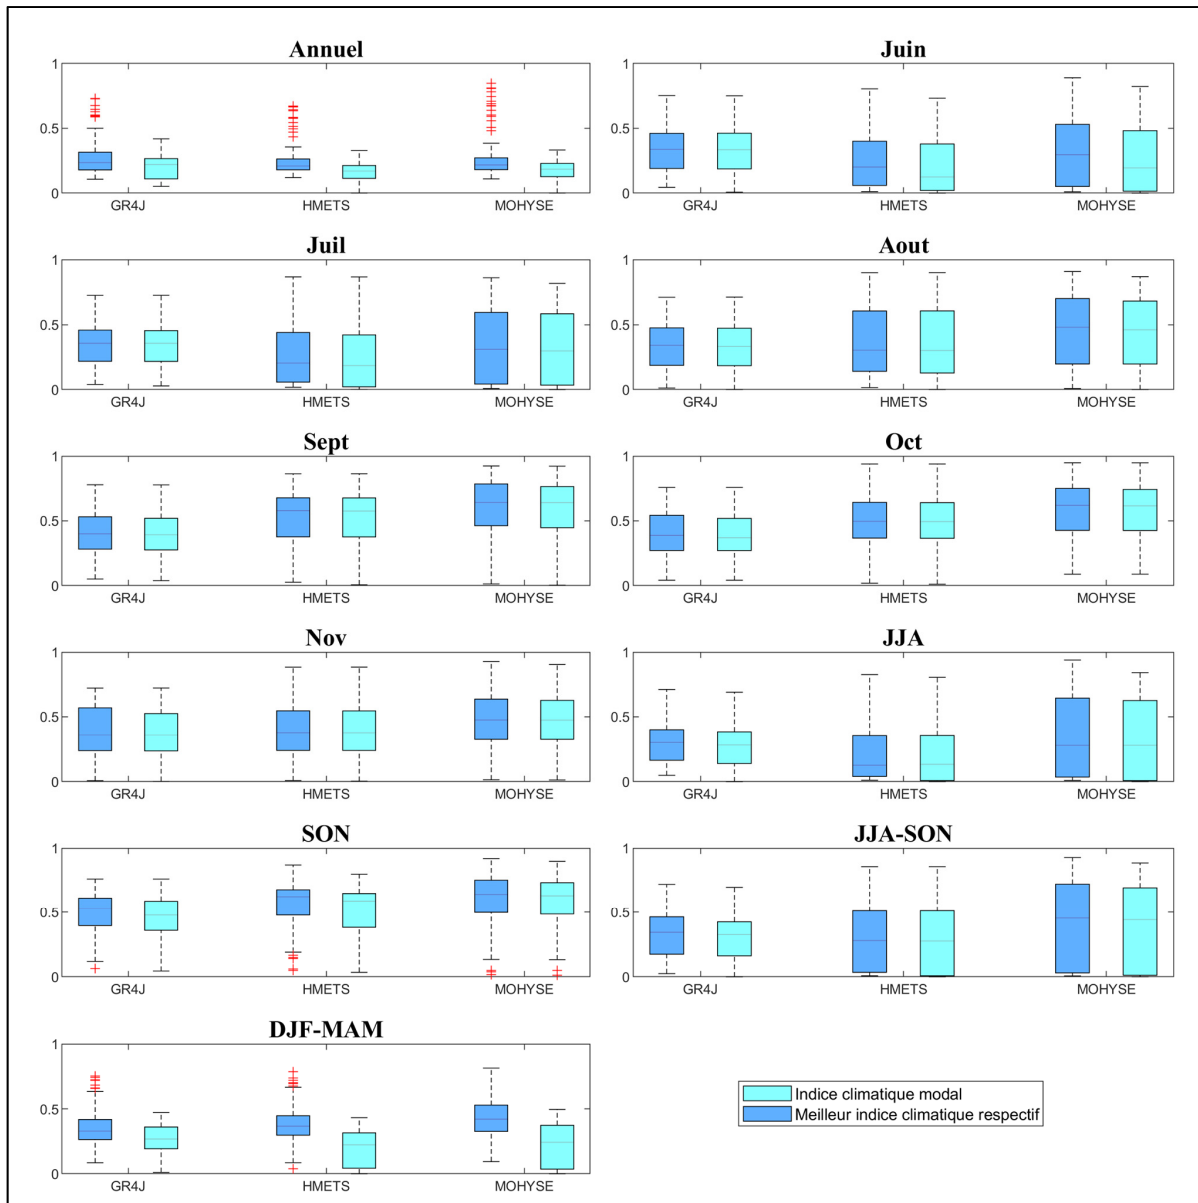 Annuel
1
0.5
0
GR4J HMETS MOHYSE
Juin
1
0.5
0
GR4J HMETS MOHYSE
Juil
1
0.5
0
GR4J HMETS MOHYSE
Aout
1
0.5
0
GR4J HMETS MOHYSE
Sept
1
0.5
0
GR4J HMETS MOHYSE
Oct
1
0.5
0
GR4J HMETS MOHYSE
Nov
1
0.5
0
GR4J HMETS MOHYSE
JJA
1
0.5
0
GR4J HMETS MOHYSE
SON
1
0.5
0
GR4J HMETS MOHYSE
JJA-SON
1
0.5
0
GR4J HMETS MOHYSE
DJF-MAM
1
0.5
0
GR4J HMETS MOHYSE
Indice climatique modal
Meilleur indice climatique respectif